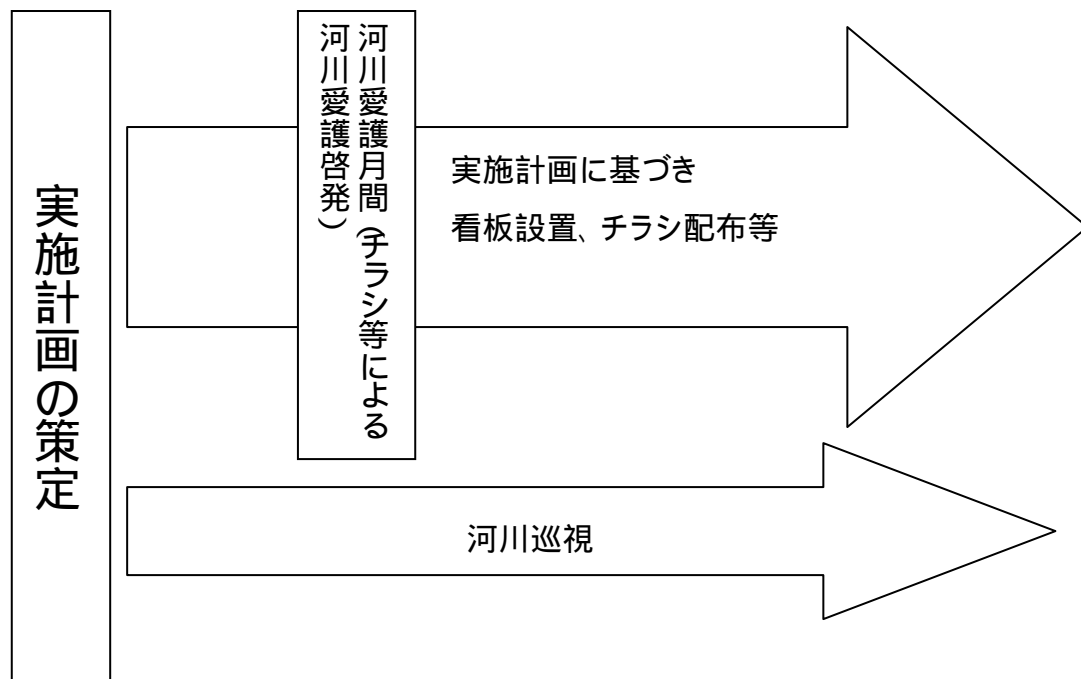 実施計画の策定
河川愛護月間（チラシ等による
河川愛護啓発）
実施計画に基づき
看板設置、チラシ配布等
河川巡視